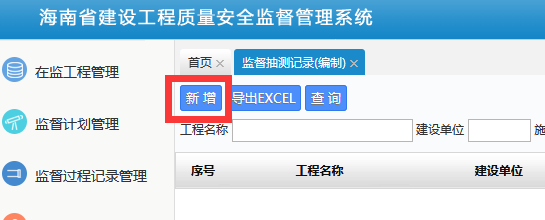 海南省建设工程质量安全监督管理系统
在监工程管理
监督计划管理
监督过程记录管理
首页 监督抽测记录(编制)
新增 导出EXCEL 查询
工程名称 建设单位 施
序号 工程名称 建设单位